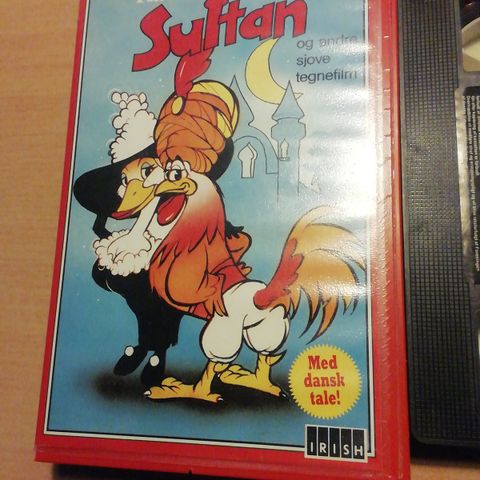 Sultan
og andre
sjove
tegnefilm
Med
dansk
tale!
IRISH